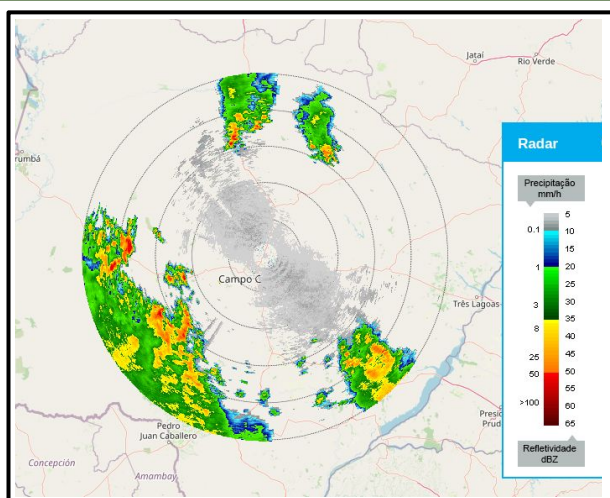 Jataí
Rio Verde
rumbá
Radar
Precipitação
mm/h
5
0.1
10
15
1
20
25
3
30
35
8
40
45
25
50
50
55
>100
60
65
Refletividade
dBZ
Campo C
Três Lagoas
Presid
Prud
Pedro
Juan Caballero
Concepción
Amambay